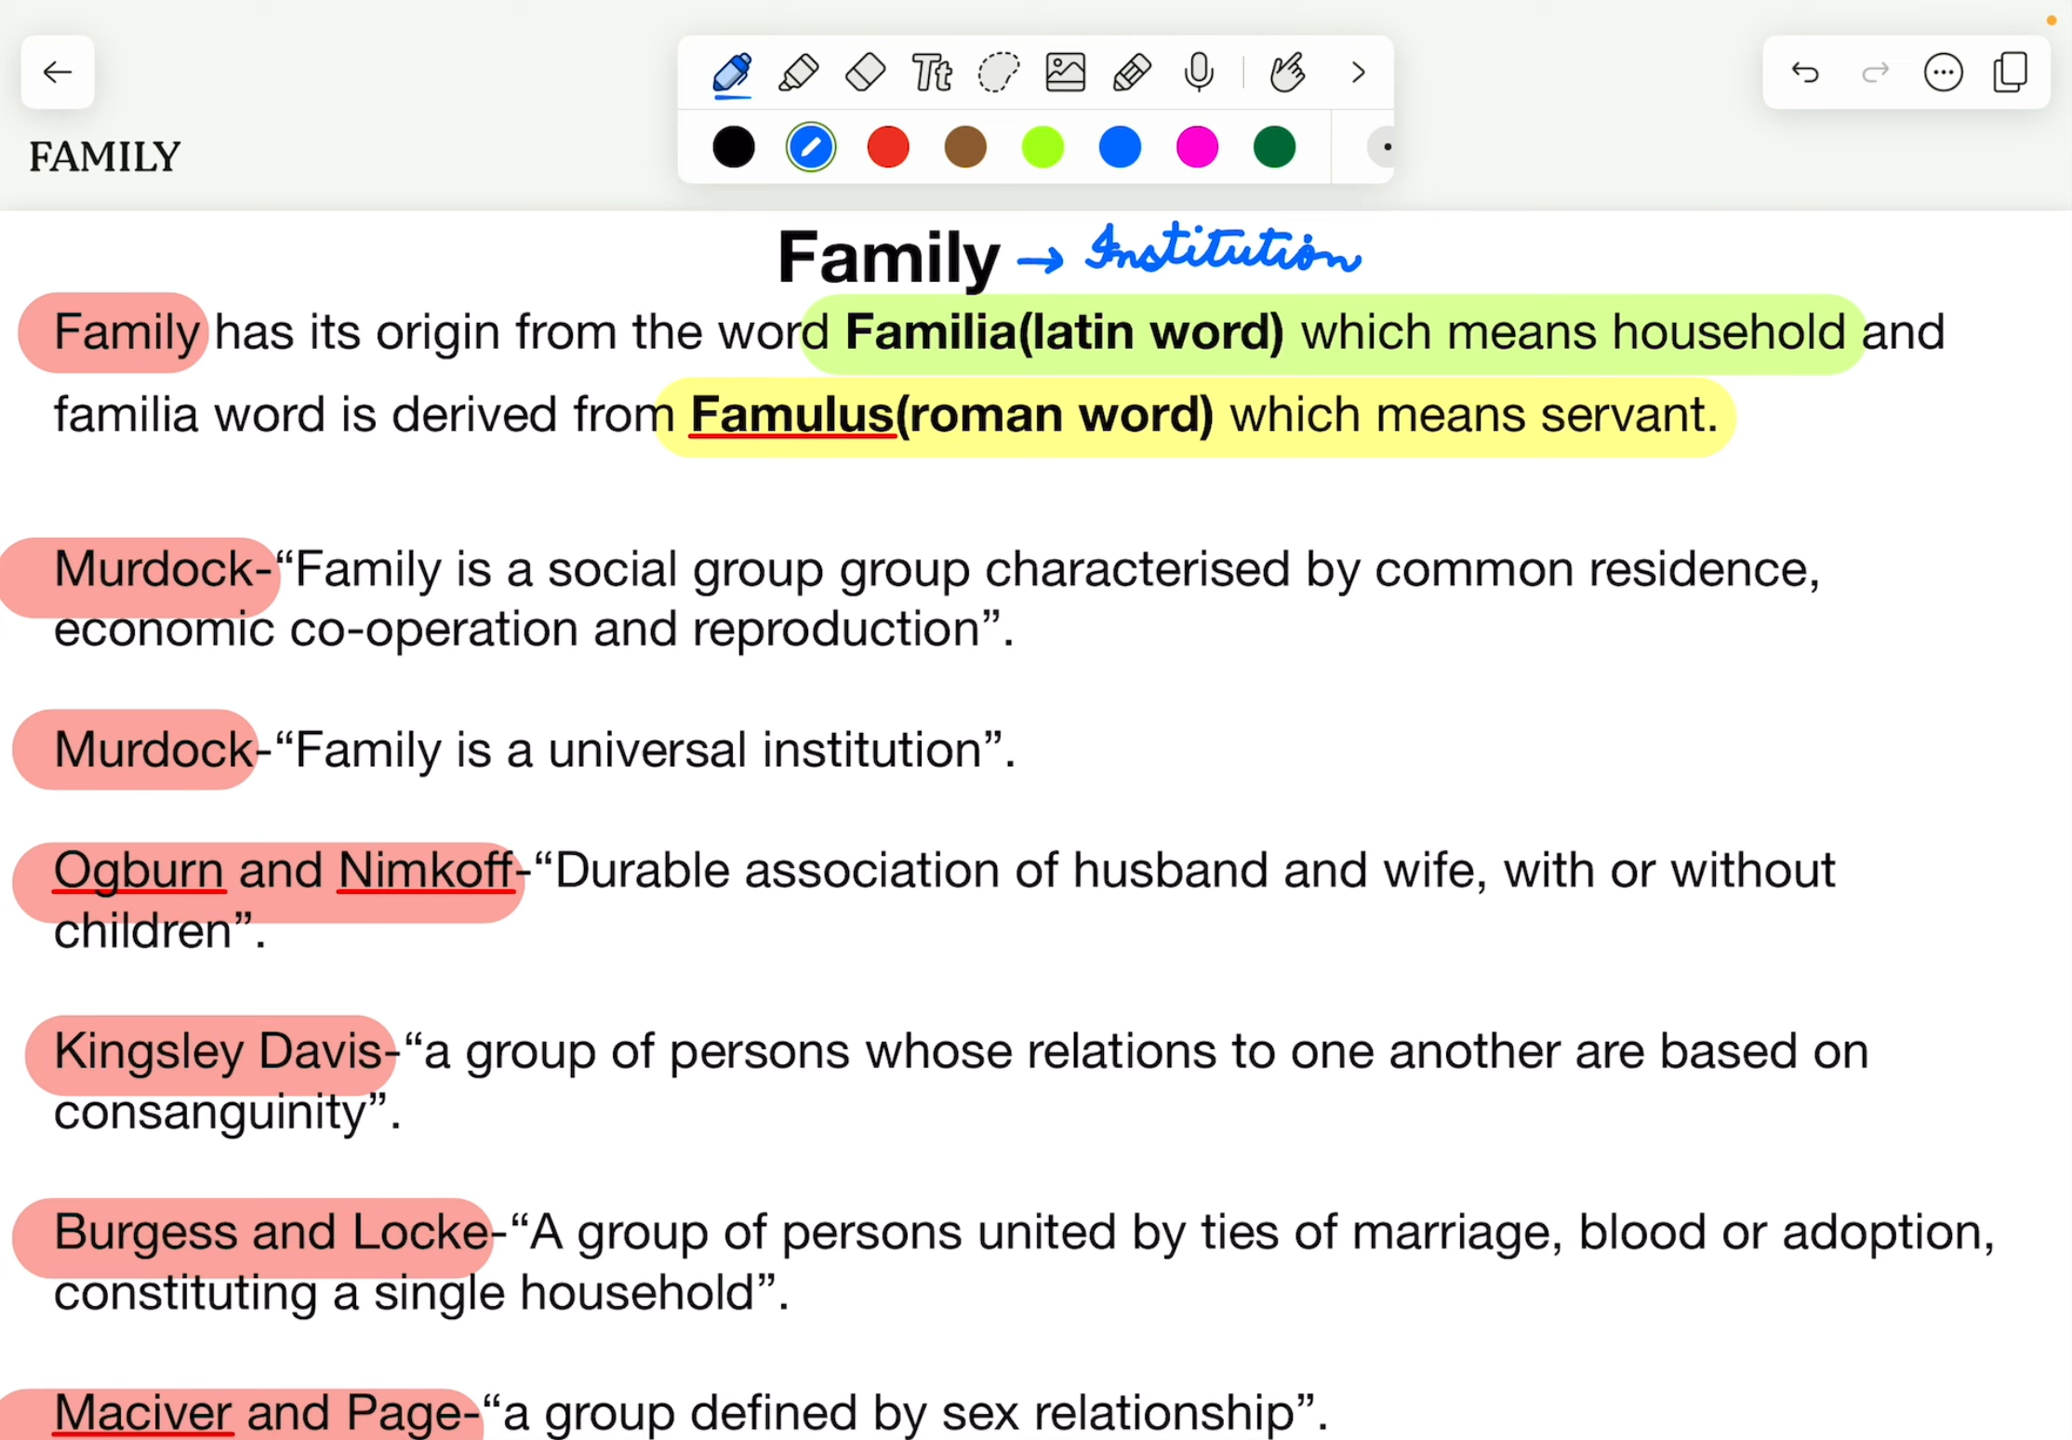 Tt
FAMILY
Family → Institution
Family has its origin from the word Familia(latin word) which means household and
familia word is derived from Famulus(roman word) which means servant.
Murdock-“Family is a social group group characterised by common residence,
economic co-operation and reproduction”.
Murdock-“Family is a universal institution”.
Ogburn and Nimkoff-“Durable association of husband and wife, with or without
children”.
Kingsley Davis-“a group of persons whose relations to one another are based on
consanguinity”.
Burgess and Locke-“A group of persons united by ties of marriage, blood or adoption,
constituting a single household”.
Maciver and Page-“a group defined by sex relationship”.